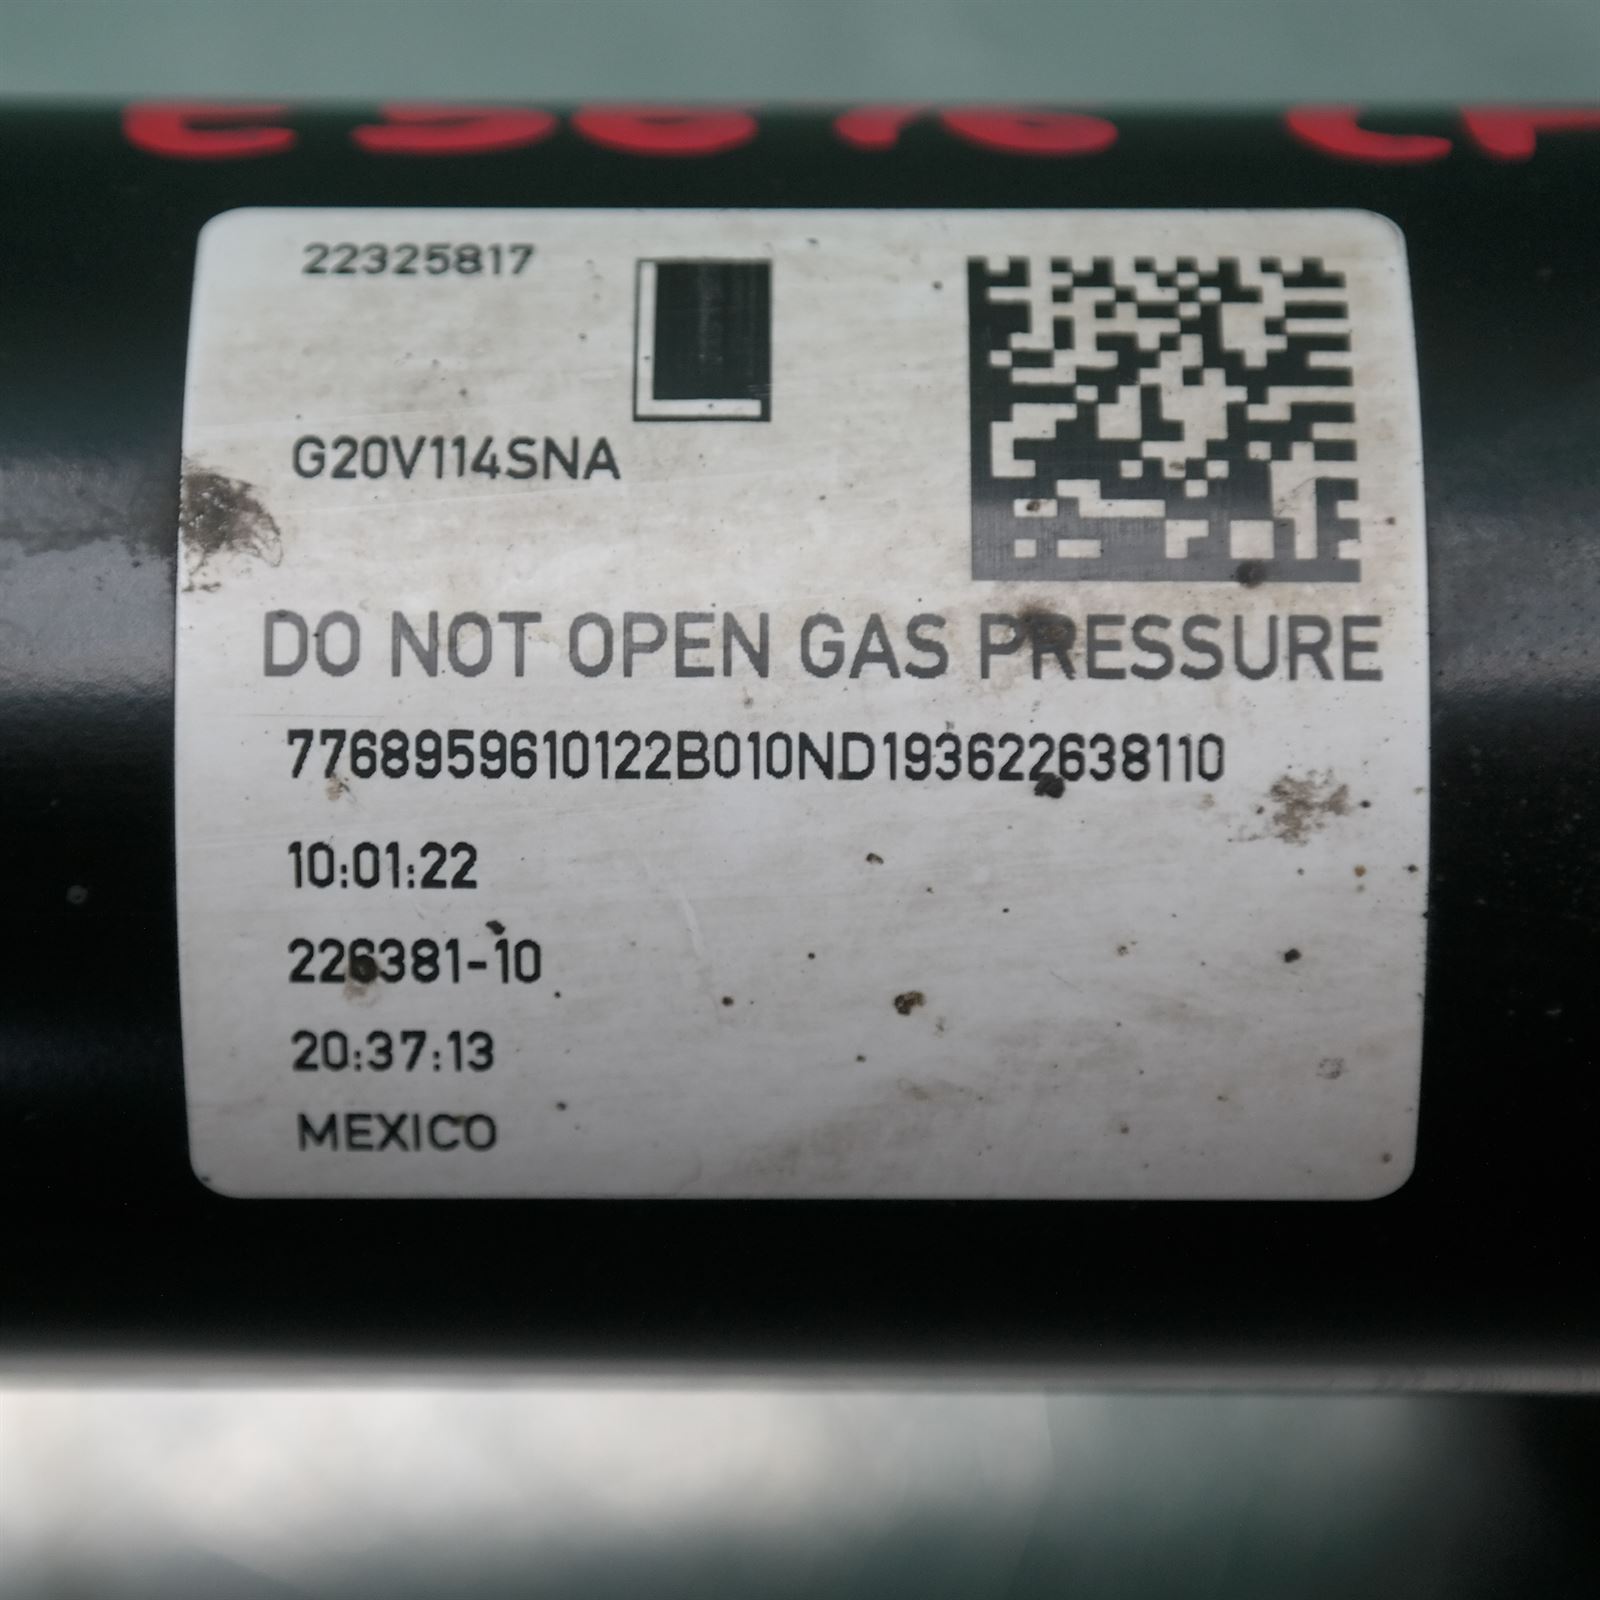 22325817
G20V114SNA
DO NOT OPEN GAS PRESSURE
7768959610122B010ND193622638110
10:01:22
226381-10
20:37:13
MEXICO